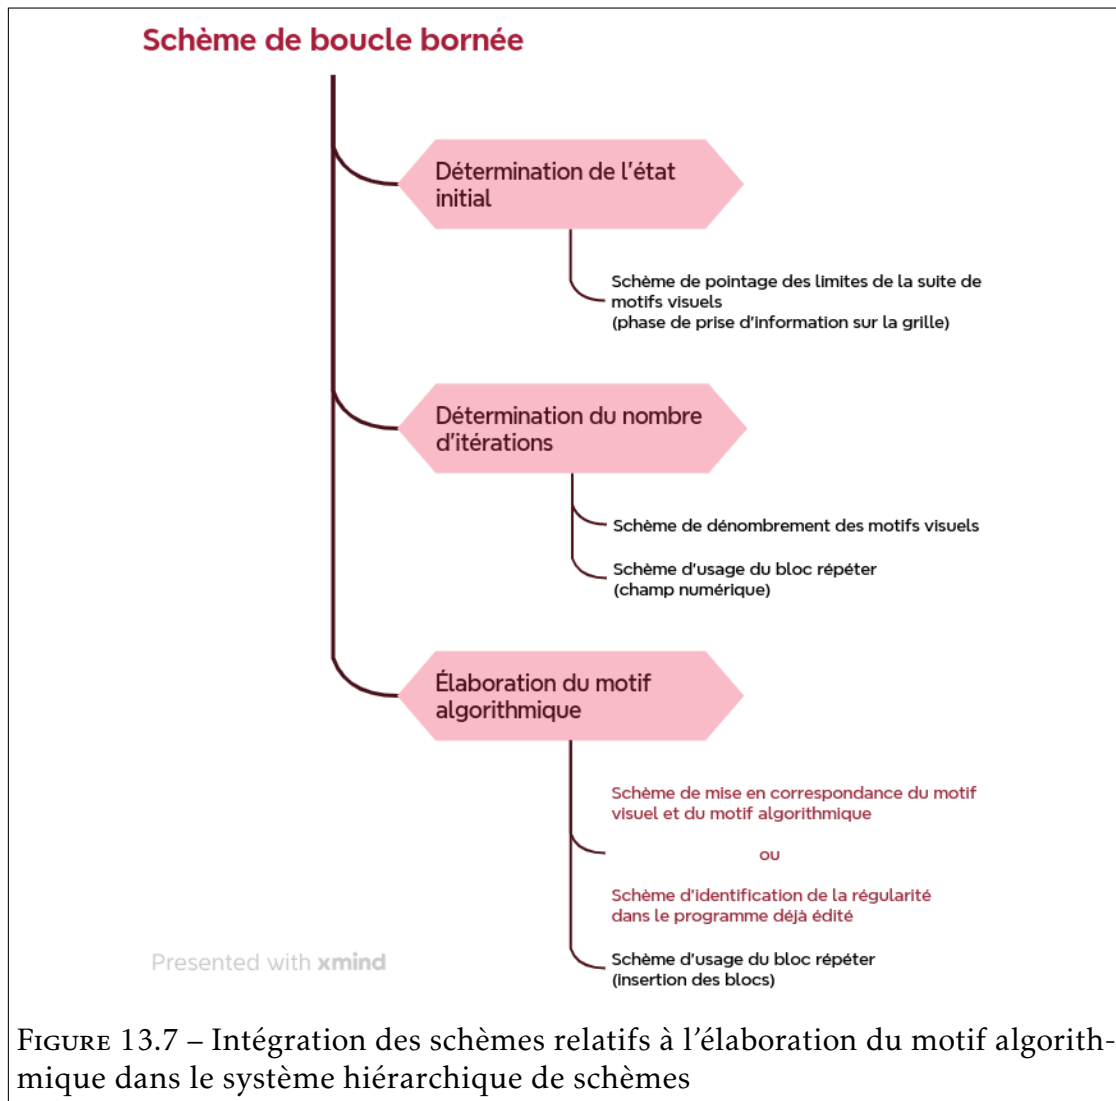 Schème de boucle bornée
Détermination de l'état
initial
Schème de pointage des limites de la suite de
motifs visuels
(phase de prise d'information sur la grille)
Détermination du nombre
d'itérations
Schème de dénombrement des motifs visuels
Schème d'usage du bloc répéter
(champ numérique)
Élaboration du motif
algorithmique
Schème de mise en correspondance du motif
visuel et du motif algorithmique
ou
Schème d'identification de la régularité
dans le programme déjà édité
Schème d'usage du bloc répéter
(insertion des blocs)
Presented with xmind
FIGURE 13.7 – Intégration des schèmes relatifs à l'élaboration du motif algorith-
mique dans le système hiérarchique de schèmes